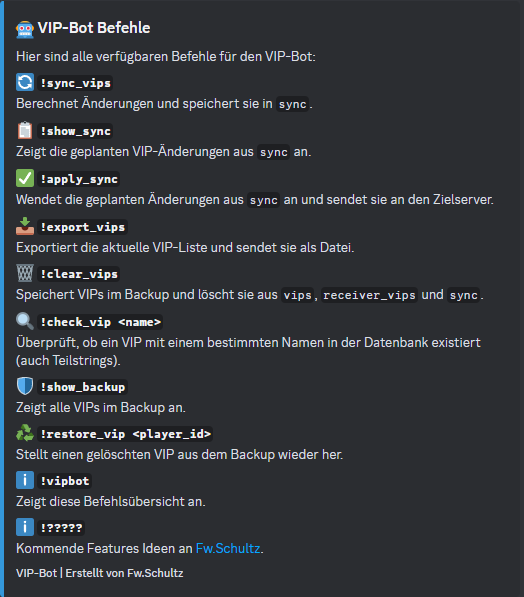 VIP-Bot Befehle
Hier sind alle verfügbaren Befehle für den VIP-Bot:
!sync_vips
Berechnet Änderungen und speichert sie in sync.
!show_sync
Zeigt die geplanten VIP-Änderungen aus sync an.
!apply_sync
Wendet die geplanten Änderungen aus sync an und sendet sie an den Zielserver.
!export_vips
Exportiert die aktuelle VIP-Liste und sendet sie als Datei.
!clear_vips
Speichert VIPs im Backup und löscht sie aus vips, receiver_vips und sync.
!check_vip <name>
Überprüft, ob ein VIP mit einem bestimmten Namen in der Datenbank existiert
(auch Teilstrings).
!show_backup
Zeigt alle VIPs im Backup an.
!restore_vip <player_id>
Stellt einen gelöschten VIP aus dem Backup wieder her.
!vipbot
Zeigt diese Befehlsübersicht an.
!?????
Kommende Features Ideen an Fw.Schultz.
VIP-Bot | Erstellt von Fw.Schultz